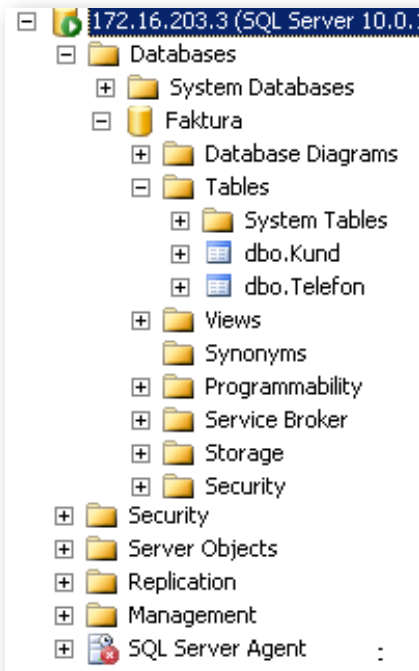 172.16.203.3 (SQL Server 10.0.
Databases
System Databases
Faktura
Database Diagrams
Tables
System Tables
dbo.Kund
dbo.Telefon
Views
Synonyms
Programmability
Service Broker
Storage
Security
Security
Server Objects
Replication
Management
SQL Server Agent :